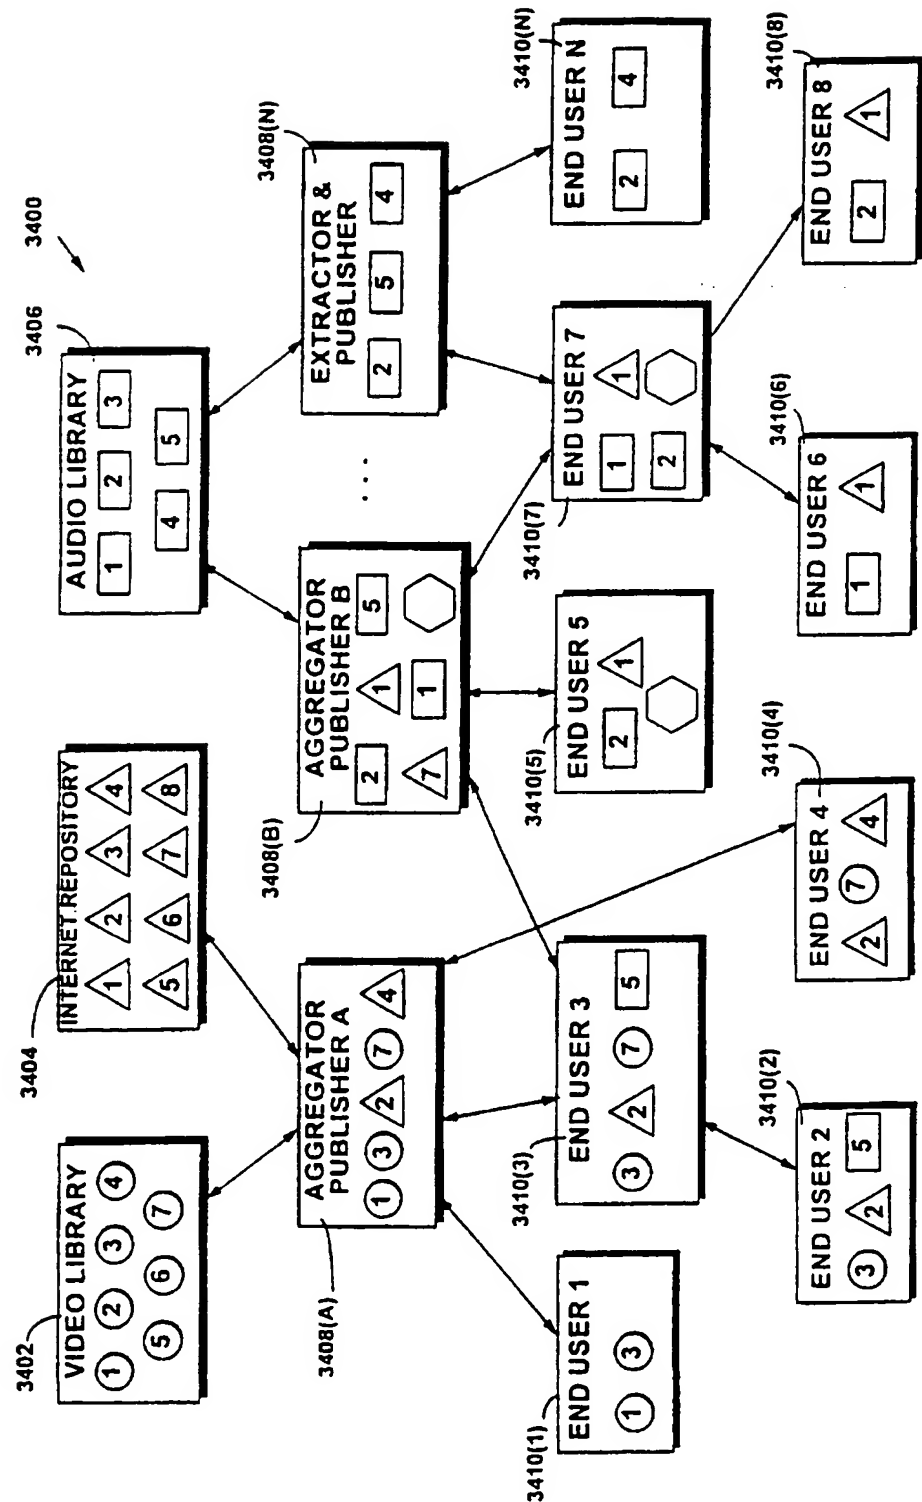 3400
3402
VIDEO LIBRARY
1 2 3 4
5 6 7
3404
INTERNET REPOSITORY
1 2 3 4
5 6 7 8
3406
AUDIO LIBRARY
1 2 3
4 5
3408(A)
AGGREGATOR
PUBLISHER A
1 3 2 7 4
3408(B)
AGGREGATOR
PUBLISHER B
2 1 5
7 1
...
3408(N)
EXTRACTOR &
PUBLISHER
2 5 4
3410(1)
END USER 1
1 3
3410(3)
END USER 3
3 2 7 5
3410(5)
END USER 5
2 1
3410(7)
END USER 7
1 1
2
3410(N)
END USER N
2 4
3410(2)
END USER 2
3 2 5
3410(4)
END USER 4
2 7 4
3410(6)
END USER 6
1 1
3410(8)
END USER 8
2 1